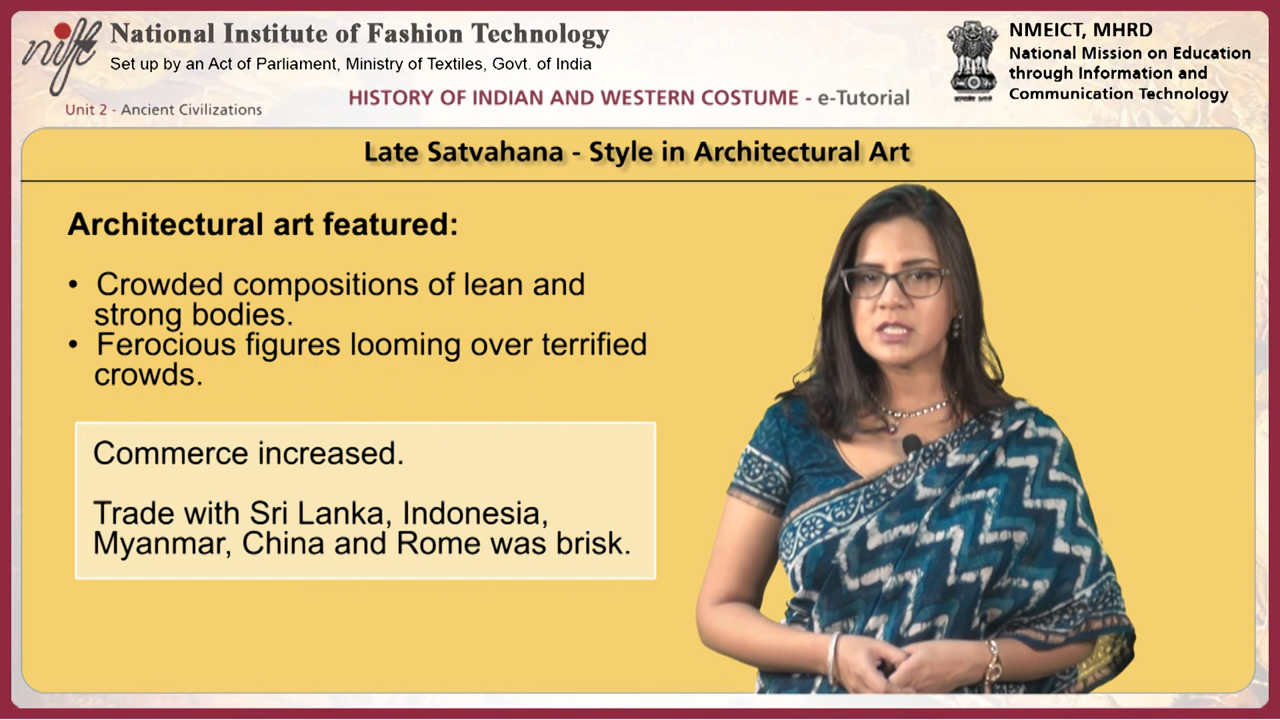 nift National Institute of Fashion Technology
Set up by an Act of Parliament, Ministry of Textiles, Govt. of India
NMEICT, MHRD
National Mission on Education
through Information and
Communication Technology
Unit 2 - Ancient Civilizations
HISTORY OF INDIAN AND WESTERN COSTUME - e-Tutorial
Late Satvahana - Style in Architectural Art
Architectural art featured:
• Crowded compositions of lean and
strong bodies.
• Ferocious figures looming over terrified
crowds.
Commerce increased.
Trade with Sri Lanka, Indonesia,
Myanmar, China and Rome was brisk.